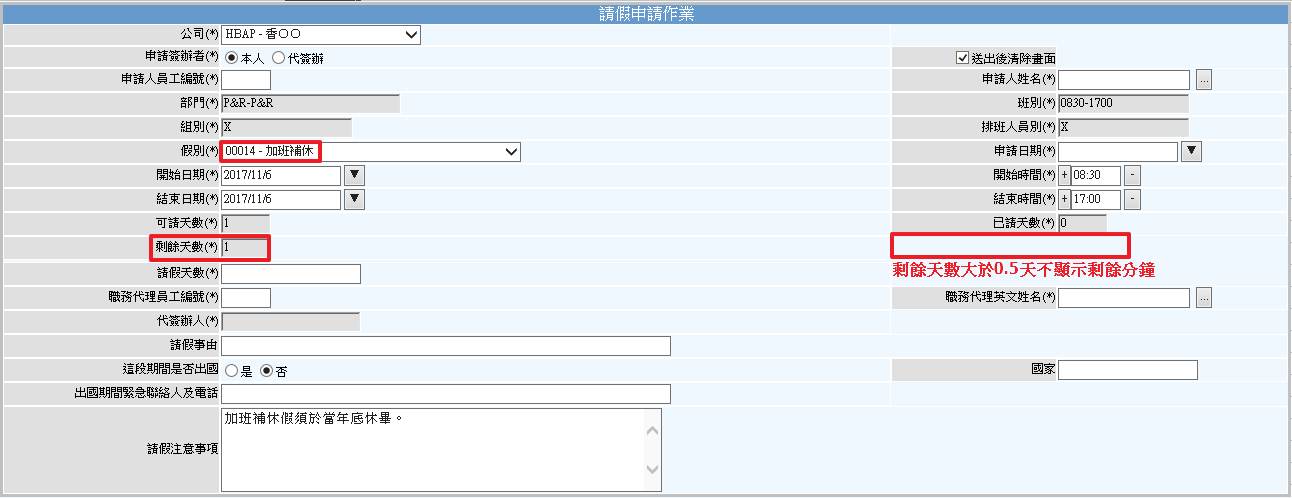 請假申請作業
公司(*) HBAP - 香〇〇
申請簽辦者(*) 本人 代簽辦 送出後清除畫面
申請人員工編號(*) 申請人姓名(*) ...
部門(*) P&R-P&R 班別(*) 0830-1700
組別(*) X 排班人員別(*) X
假別(*) 00014 - 加班補休 申請日期(*) ▼
開始日期(*) 2017/11/6 ▼ 開始時間(*) + 08:30 -
結束日期(*) 2017/11/6 ▼ 結束時間(*) + 17:00 -
可請天數(*) 1 已請天數(*) 0
剩餘天數(*) 1
剩餘天數大於0.5天不顯示剩餘分鐘
請假天數(*)
職務代理員工編號(*) 職務代理英文姓名(*) ...
代簽辦人(*)
請假事由
這段期間是否出國 是 否 國家
出國期間緊急聯絡人及電話
加班補休假須於當年底休畢。
請假注意事項